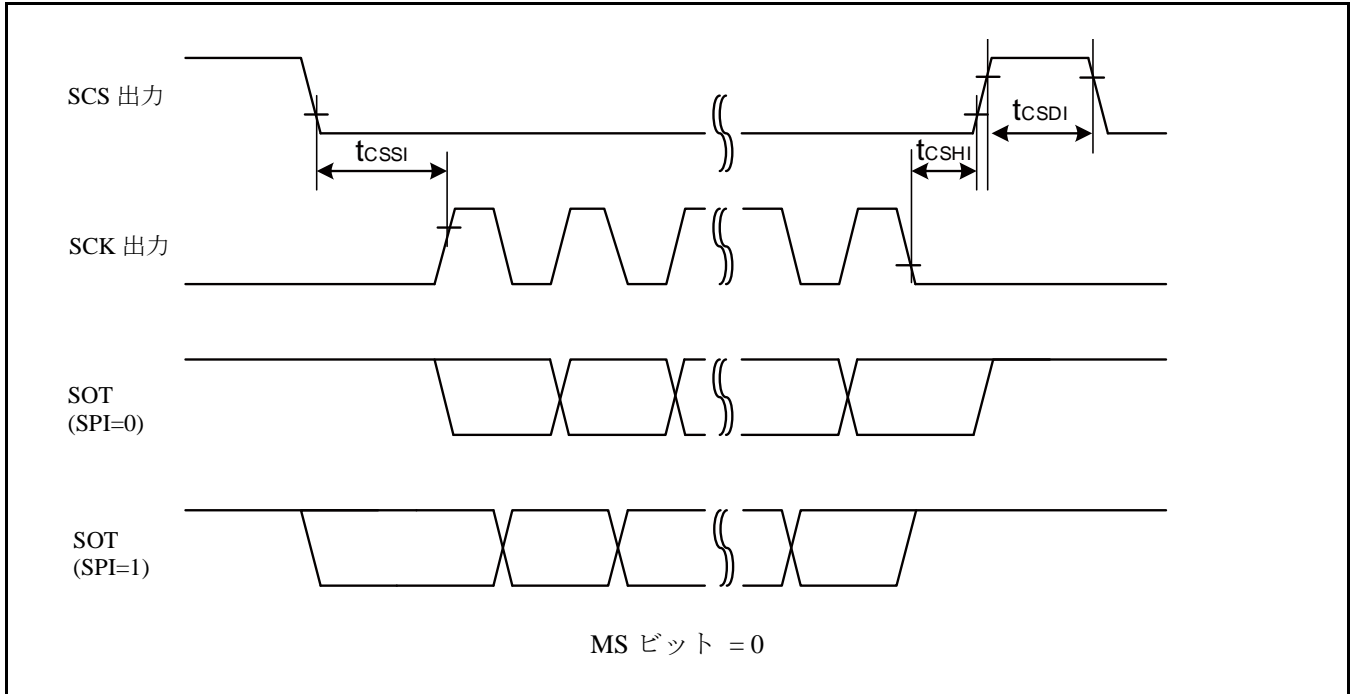 SCS 出力
tCSSI
tCSHI
tCSDI
SCK 出力
SOT
(SPI=0)
SOT
(SPI=1)
MS ビット = 0